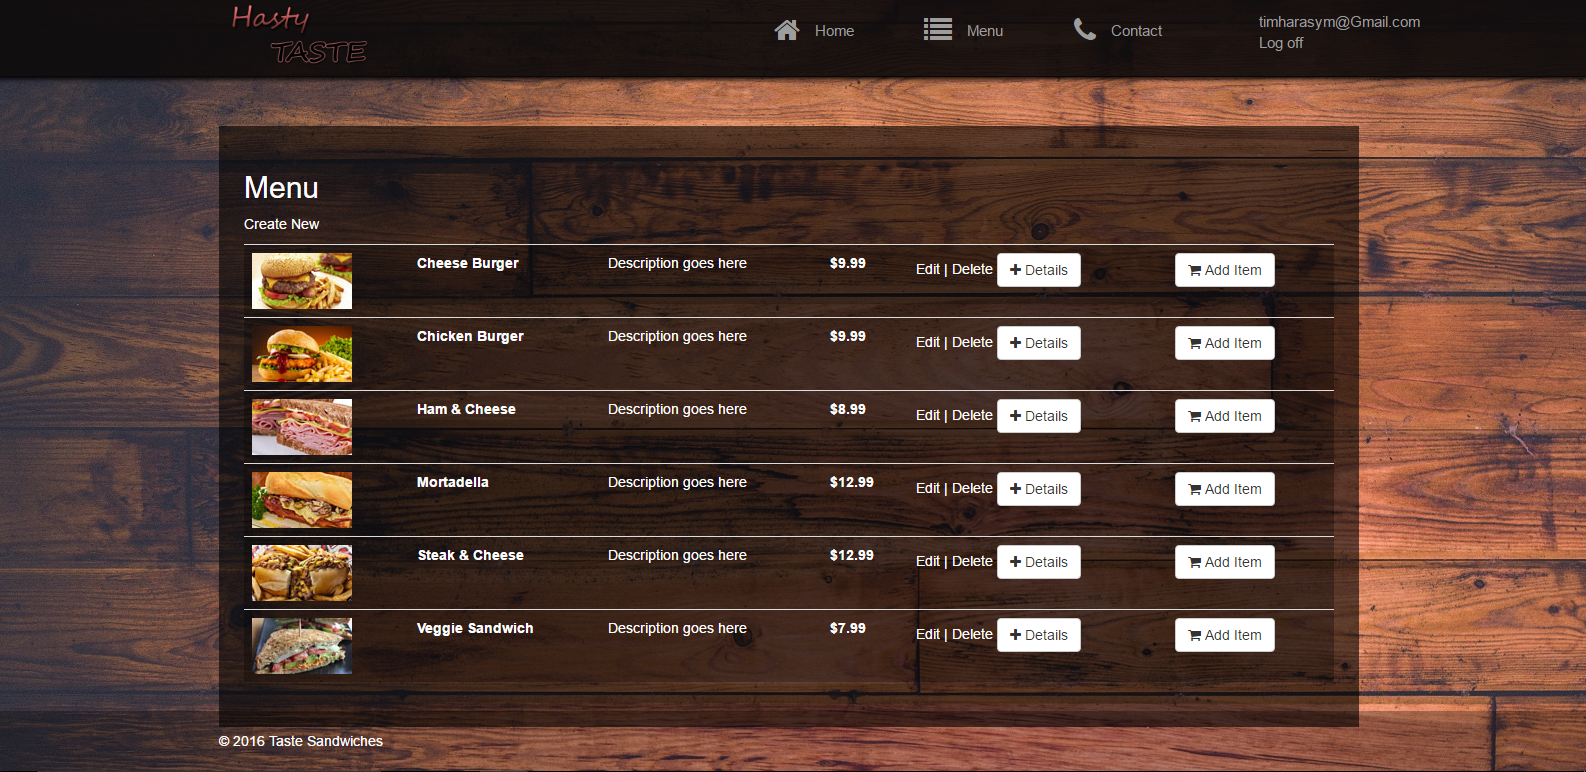 Hasty
TASTE
Home
Menu
Contact
timharasym@Gmail.com
Log off
Menu
Create New
Cheese Burger Description goes here $9.99 Edit | Delete Details Add Item
Chicken Burger Description goes here $9.99 Edit | Delete Details Add Item
Ham & Cheese Description goes here $8.99 Edit | Delete Details Add Item
Mortadella Description goes here $12.99 Edit | Delete Details Add Item
Steak & Cheese Description goes here $12.99 Edit | Delete Details Add Item
Veggie Sandwich Description goes here $7.99 Edit | Delete Details Add Item
© 2016 Taste Sandwiches